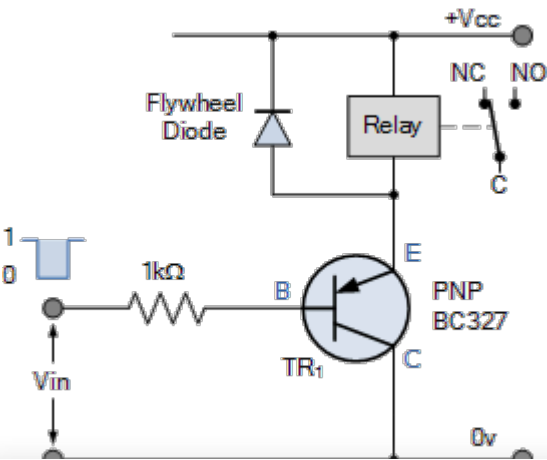 +Vcc
NC NO
Flywheel
Diode
Relay
C
1
0
1kΩ
B
E
PNP
BC327
TR1
C
Vin
0v